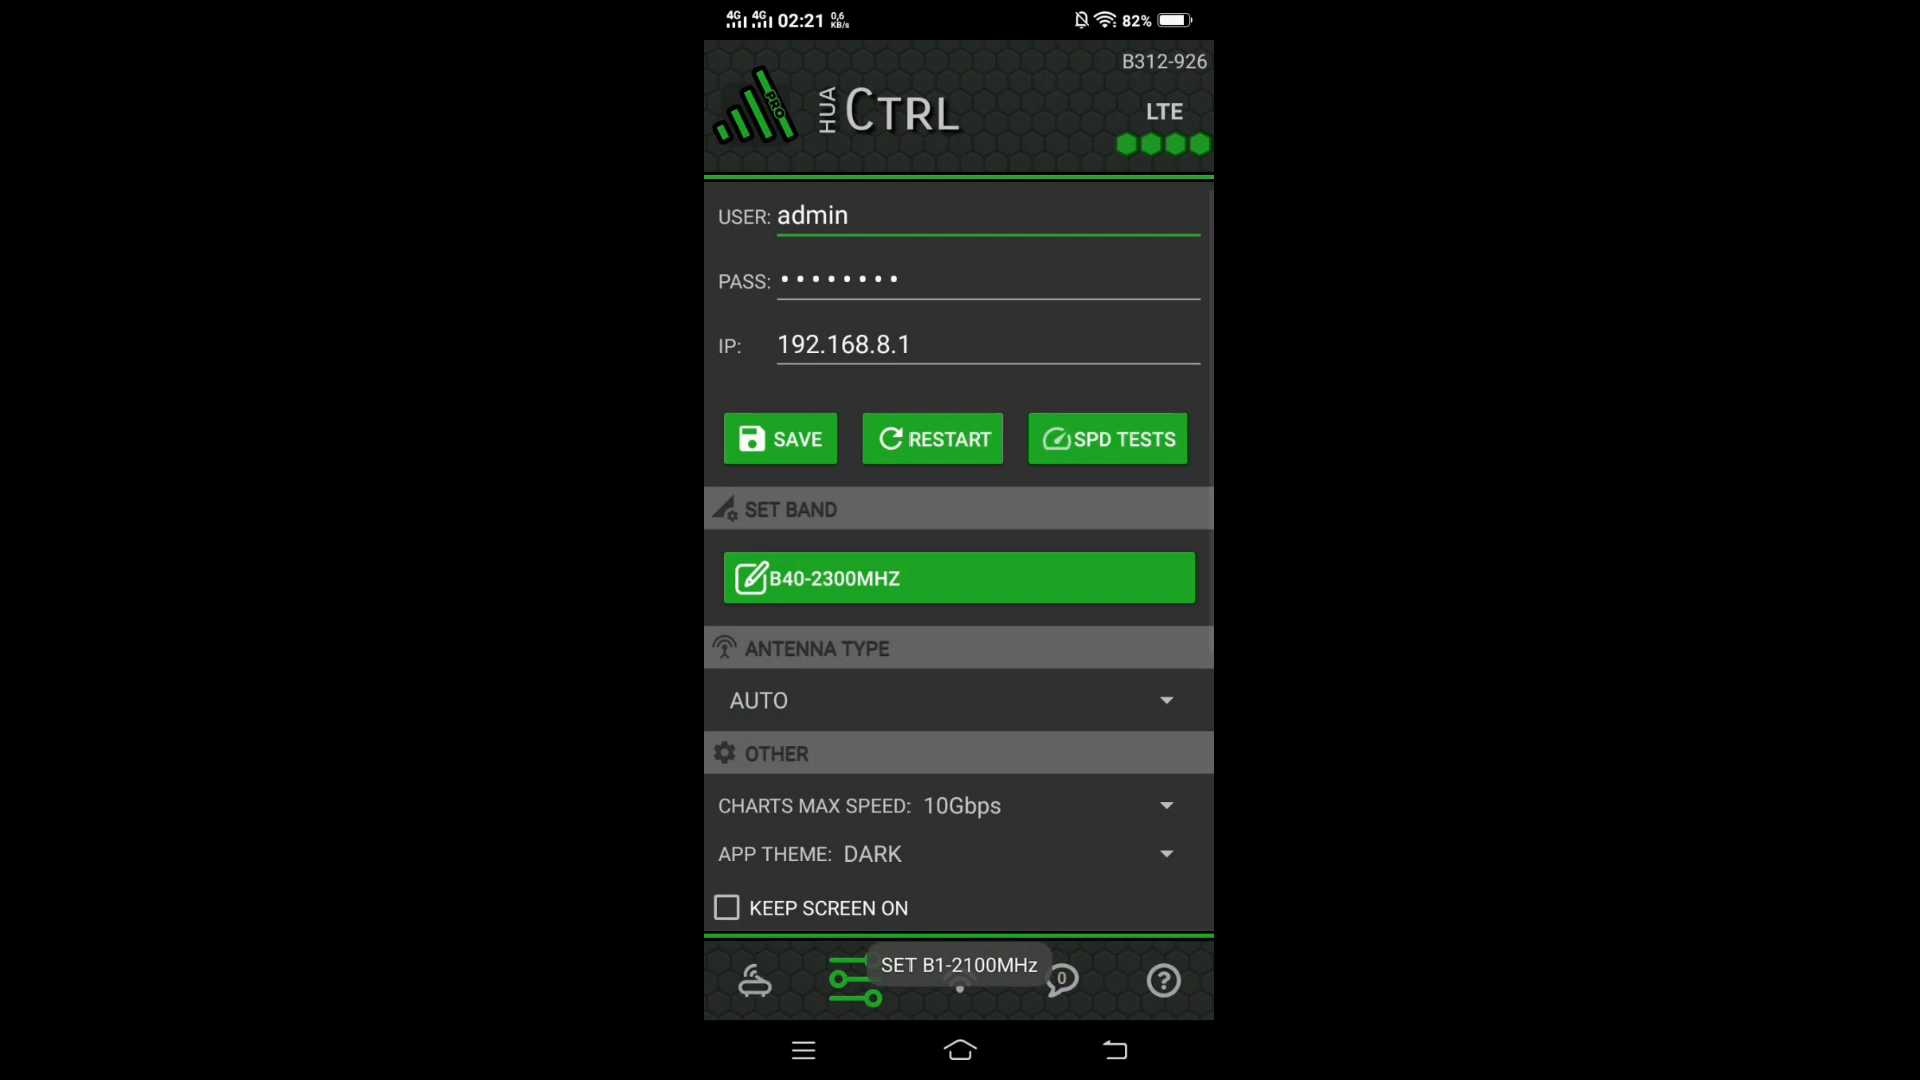 4G 4G 02:21 0,6 KB/s 82%
B312-926
PRO HUA CTRL
LTE
USER: admin
PASS: ••••••••
IP: 192.168.8.1
SAVE RESTART SPD TESTS
SET BAND
B40-2300MHZ
ANTENNA TYPE
AUTO
OTHER
CHARTS MAX SPEED: 10Gbps
APP THEME: DARK
KEEP SCREEN ON
SET B1-2100MHz
0 ?